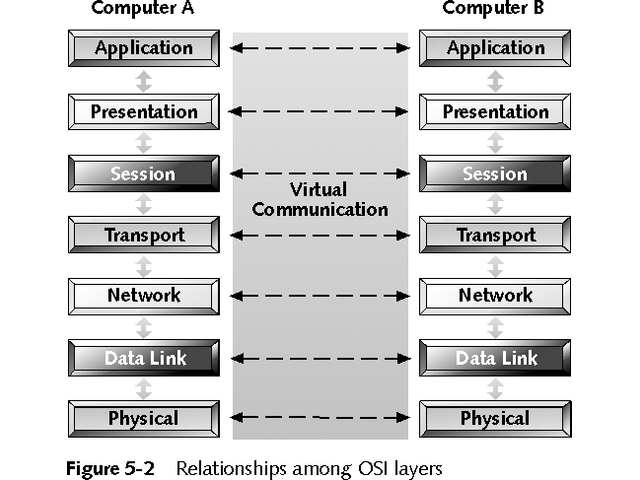 Computer A
Computer B
Application
Application
Presentation
Presentation
Session
Session
Virtual
Communication
Transport
Transport
Network
Network
Data Link
Data Link
Physical
Physical
Figure 5-2 Relationships among OSI layers